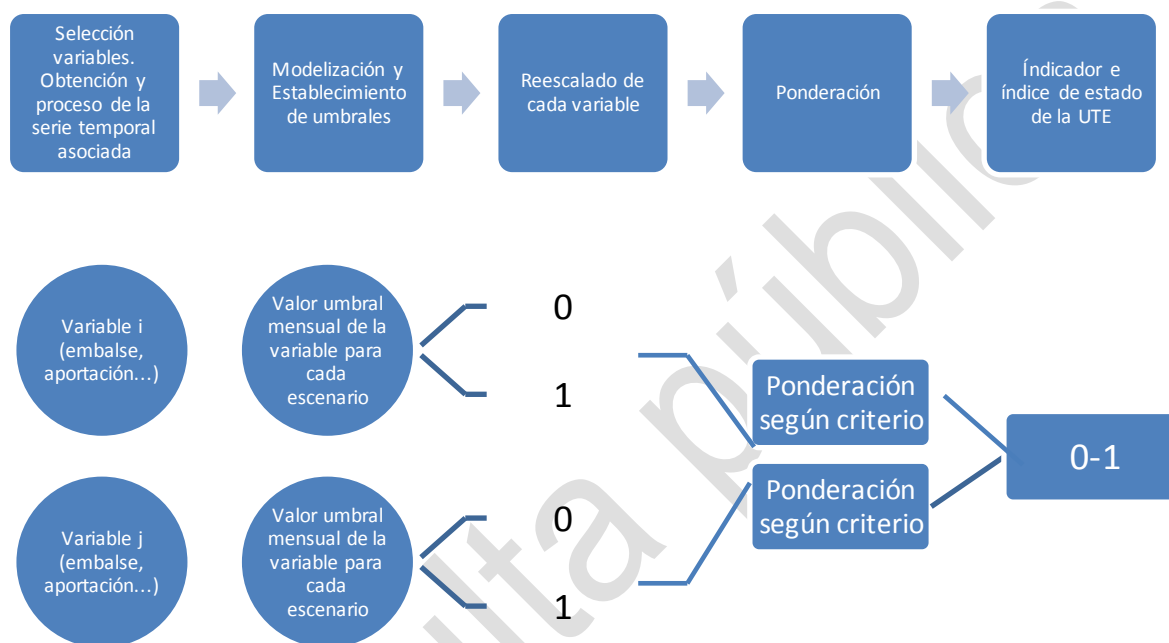 Selección
variables.
Obtención y
proceso de la
serie temporal
asociada
Modelización y
Establecimiento
de umbrales
Reescalado de
cada variable
Ponderación
Índicador e
índice de estado
de la UTE
Variable i
(embalse,
aportación...)
Valor umbral
mensual de la
variable para
cada
escenario
0
1
Ponderación
según criterio
Variable j
(embalse,
aportación...)
Valor umbral
mensual de la
variable para
cada
escenario
0
1
Ponderación
según criterio
0-1
ulta pública